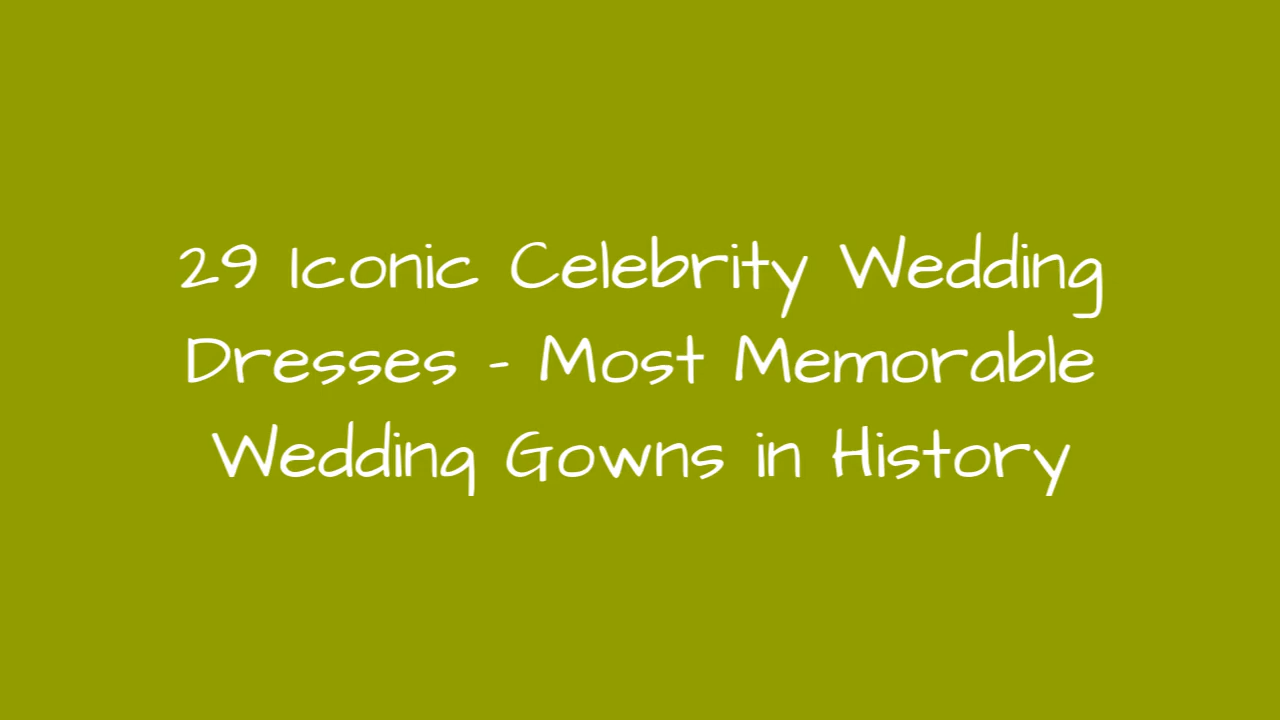 29 Iconic Celebrity Wedding
Dresses - Most Memorable
Wedding Gowns in History